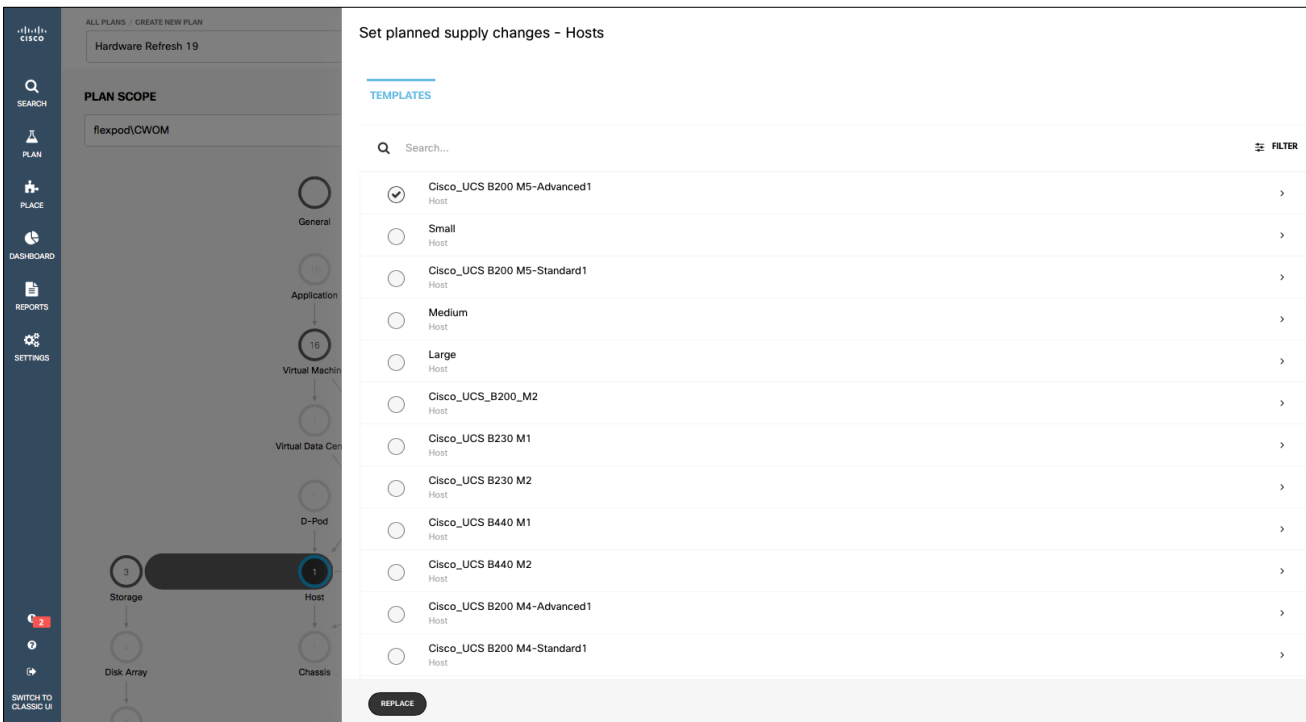 cisco
SEARCH
PLAN
PLACE
DASHBOARD
REPORTS
SETTINGS
2
SWITCH TO
CLASSIC UI
ALL PLANS / CREATE NEW PLAN
Hardware Refresh 19
PLAN SCOPE
flexpod\CWOM
General
Application
16
Virtual Machin
Virtual Data Cen
D-Pod
3
1
Storage
Host
Disk Array
Chassis
Set planned supply changes - Hosts
TEMPLATES
Search...
FILTER
Cisco_UCS B200 M5-Advanced1
Host
Small
Host
Cisco_UCS B200 M5-Standard1
Host
Medium
Host
Large
Host
Cisco_UCS_B200_M2
Host
Cisco_UCS B230 M1
Host
Cisco_UCS B230 M2
Host
Cisco_UCS B440 M1
Host
Cisco_UCS B440 M2
Host
Cisco_UCS B200 M4-Advanced1
Host
Cisco_UCS B200 M4-Standard1
Host
REPLACE